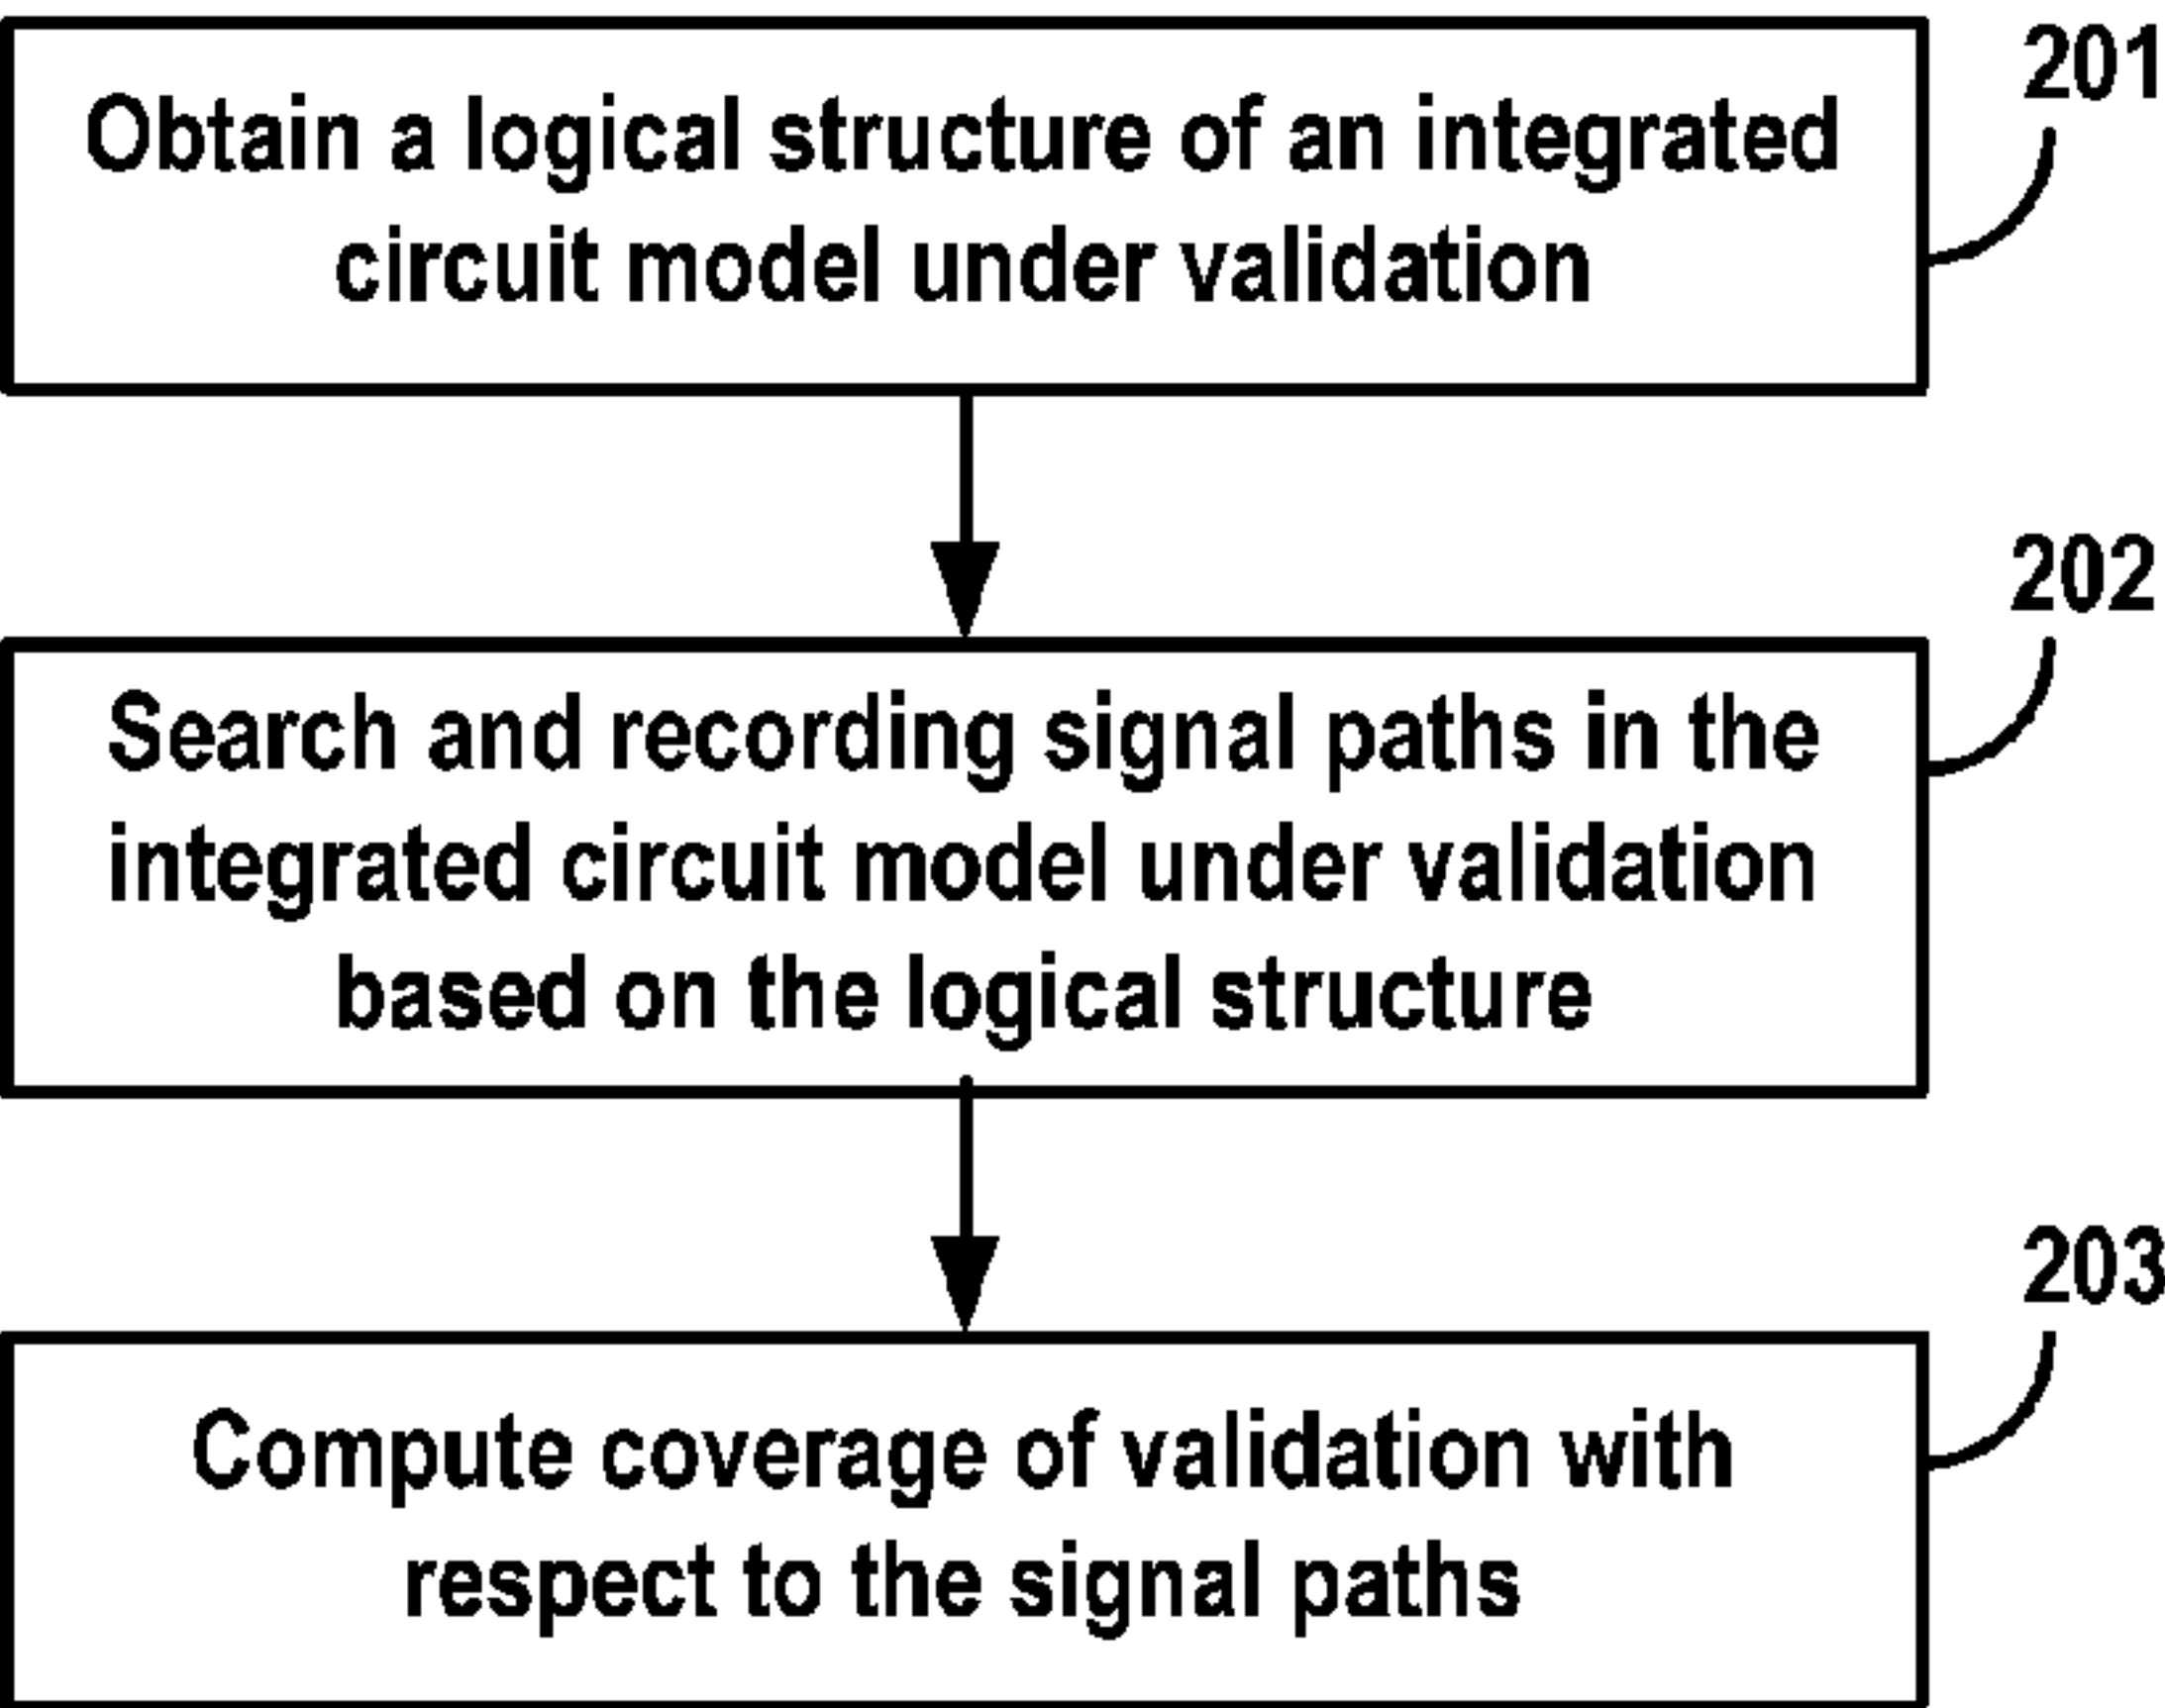 201
Obtain a logical structure of an integrated
circuit model under validation
202
Search and recording signal paths in the
integrated circuit model under validation
based on the logical structure
203
Compute coverage of validation with
respect to the signal paths